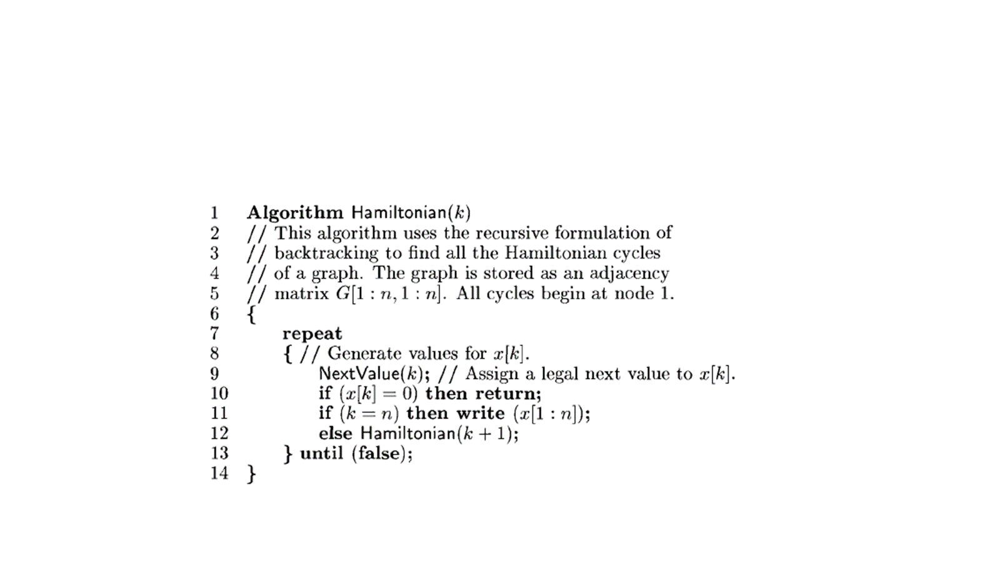 1 Algorithm Hamiltonian(k)
2 // This algorithm uses the recursive formulation of
3 // backtracking to find all the Hamiltonian cycles
4 // of a graph. The graph is stored as an adjacency
5 // matrix G[1 : n, 1 : n]. All cycles begin at node 1.
6 {
7 repeat
8 { // Generate values for x[k].
9 NextValue(k); // Assign a legal next value to x[k].
10 if (x[k] = 0) then return;
11 if (k = n) then write (x[1 : n]);
12 else Hamiltonian(k + 1);
13 } until (false);
14 }